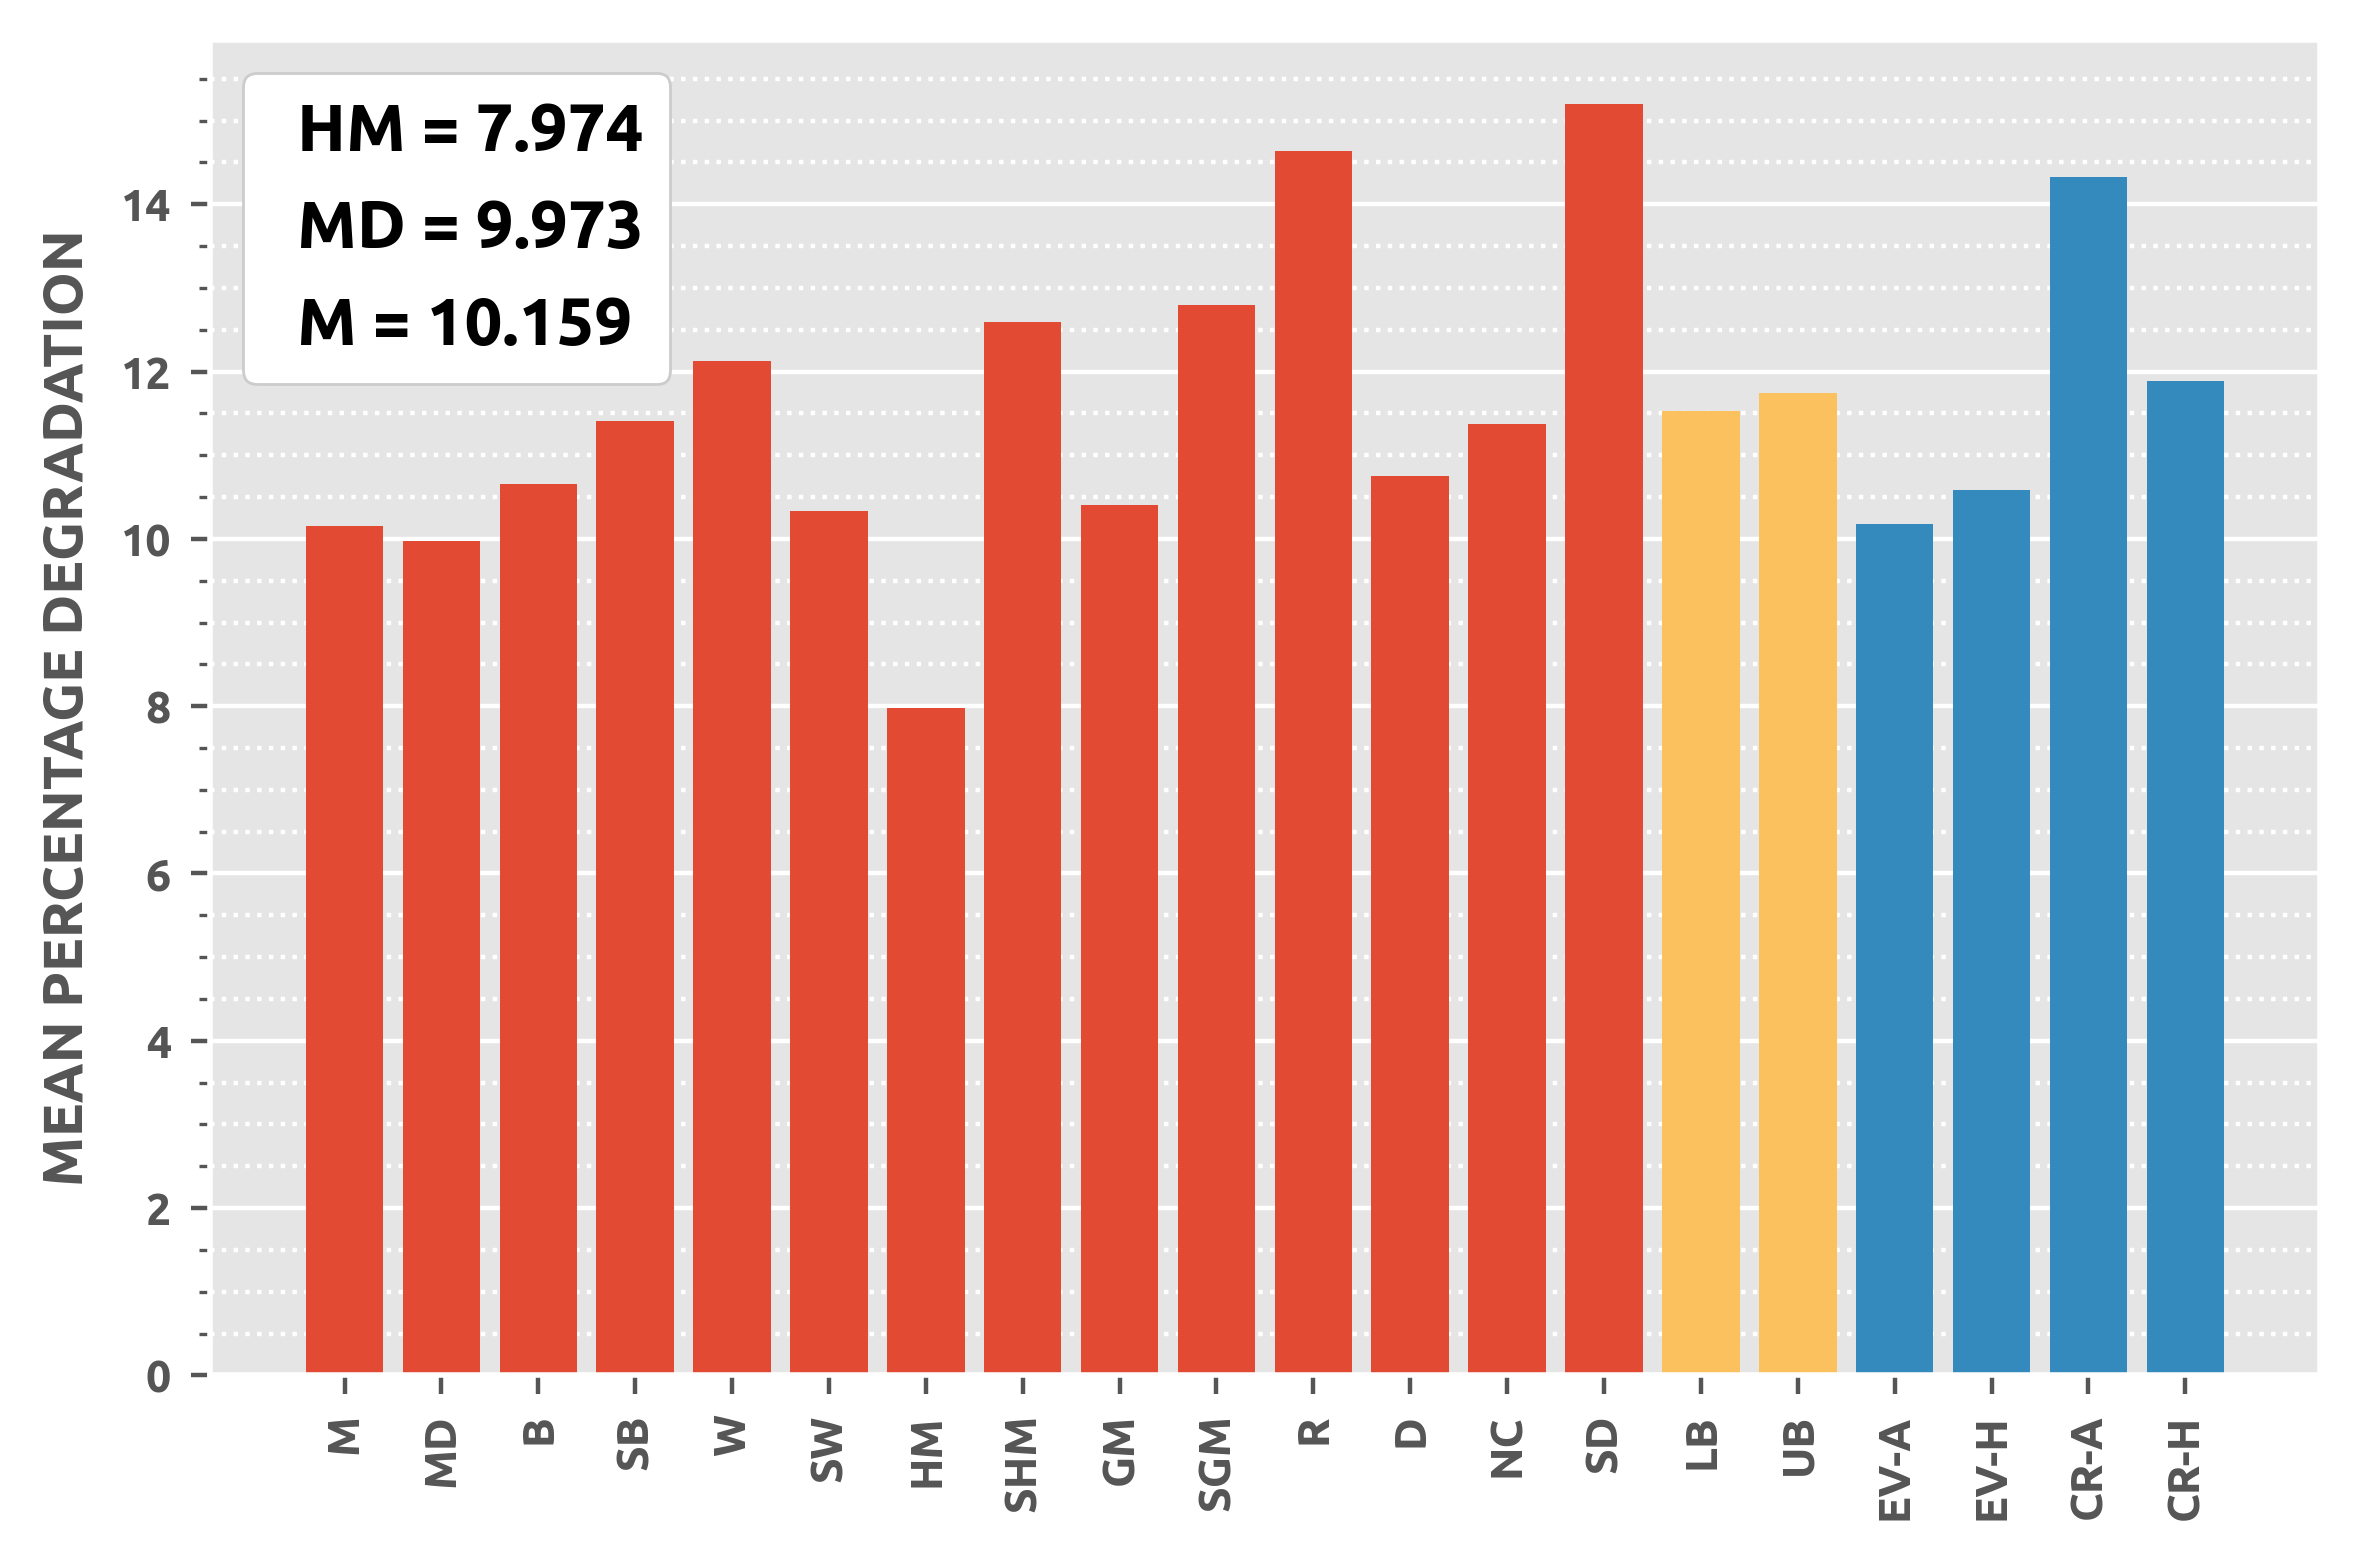 HM = 7.974
MD = 9.973
M = 10.159
MEAN PERCENTAGE DEGRADATION
14
12
10
8
6
4
2
0
M MD B SB W SW HM SHM GM SGM R D NC SD LB UB EV-A EV-H CR-A CR-H